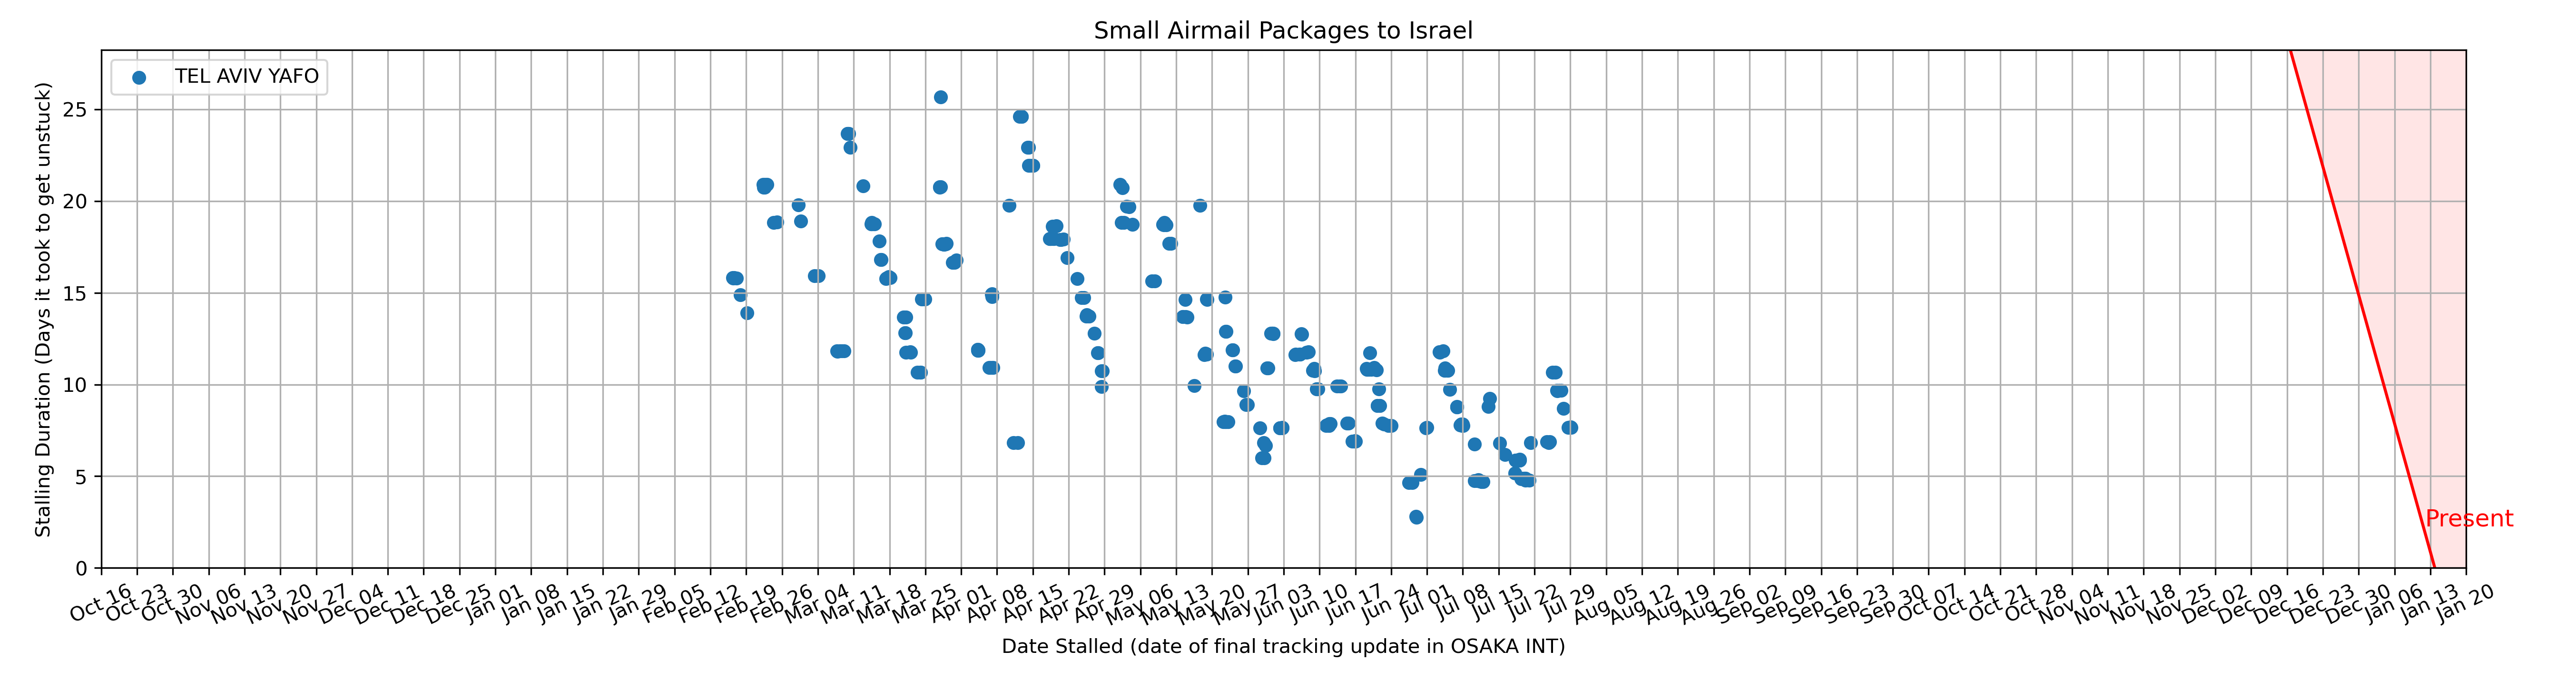 Small Airmail Packages to Israel
TEL AVIV YAFO
Stalling Duration (Days it took to get unstuck)
25
20
15
10
5
0
Present
Oct 16
Oct 23
Oct 30
Nov 06
Nov 13
Nov 20
Nov 27
Dec 04
Dec 11
Dec 18
Dec 25
Jan 01
Jan 08
Jan 15
Jan 22
Jan 29
Feb 05
Feb 12
Feb 19
Feb 26
Mar 04
Mar 11
Mar 18
Mar 25
Apr 01
Apr 08
Apr 15
Apr 22
Apr 29
May 06
May 13
May 20
May 27
Jun 03
Jun 10
Jun 17
Jun 24
Jul 01
Jul 08
Jul 15
Jul 22
Jul 29
Aug 05
Aug 12
Aug 19
Aug 26
Sep 02
Sep 09
Sep 16
Sep 23
Sep 30
Oct 07
Oct 14
Oct 21
Oct 28
Nov 04
Nov 11
Nov 18
Nov 25
Dec 02
Dec 09
Dec 16
Dec 23
Dec 30
Jan 06
Jan 13
Jan 20
Date Stalled (date of final tracking update in OSAKA INT)